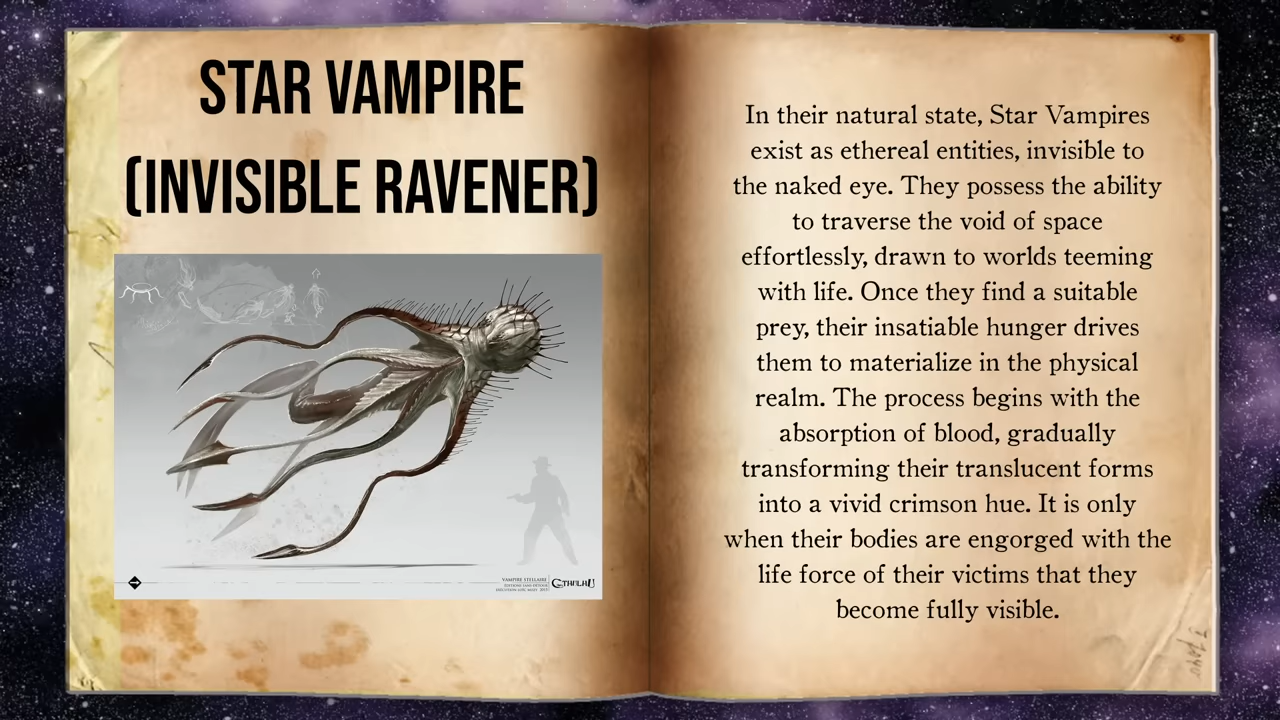 STAR VAMPIRE
(INVISIBLE RAVENER)
VAMPIRE STELLAIRE
CTHULHU
In their natural state, Star Vampires
exist as ethereal entities, invisible to
the naked eye. They possess the ability
to traverse the void of space
effortlessly, drawn to worlds teeming
with life. Once they find a suitable
prey, their insatiable hunger drives
them to materialize in the physical
realm. The process begins with the
absorption of blood, gradually
transforming their translucent forms
into a vivid crimson hue. It is only
when their bodies are engorged with the
life force of their victims that they
become fully visible.